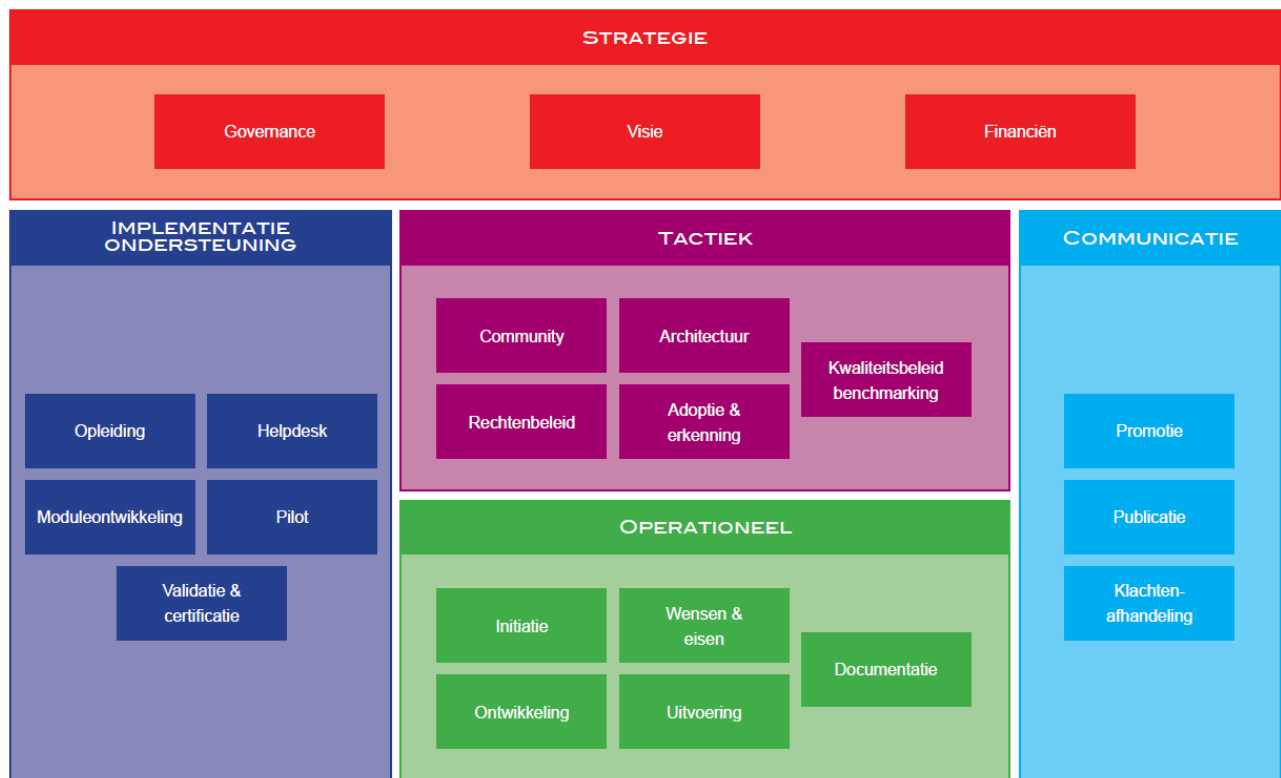 STRATEGIE
Governance
Visie
Financiën
IMPLEMENTATIE
ONDERSTEUNING
Opleiding
Helpdesk
Moduleontwikkeling
Pilot
Validatie &
certificatie
TACTIEK
Community
Architectuur
Rechtenbeleid
Adoptie &
erkenning
Kwaliteitsbeleid
benchmarking
OPERATIONEEL
Initiatie
Wensen &
eisen
Ontwikkeling
Uitvoering
Documentatie
COMMUNICATIE
Promotie
Publicatie
Klachten-
afhandeling